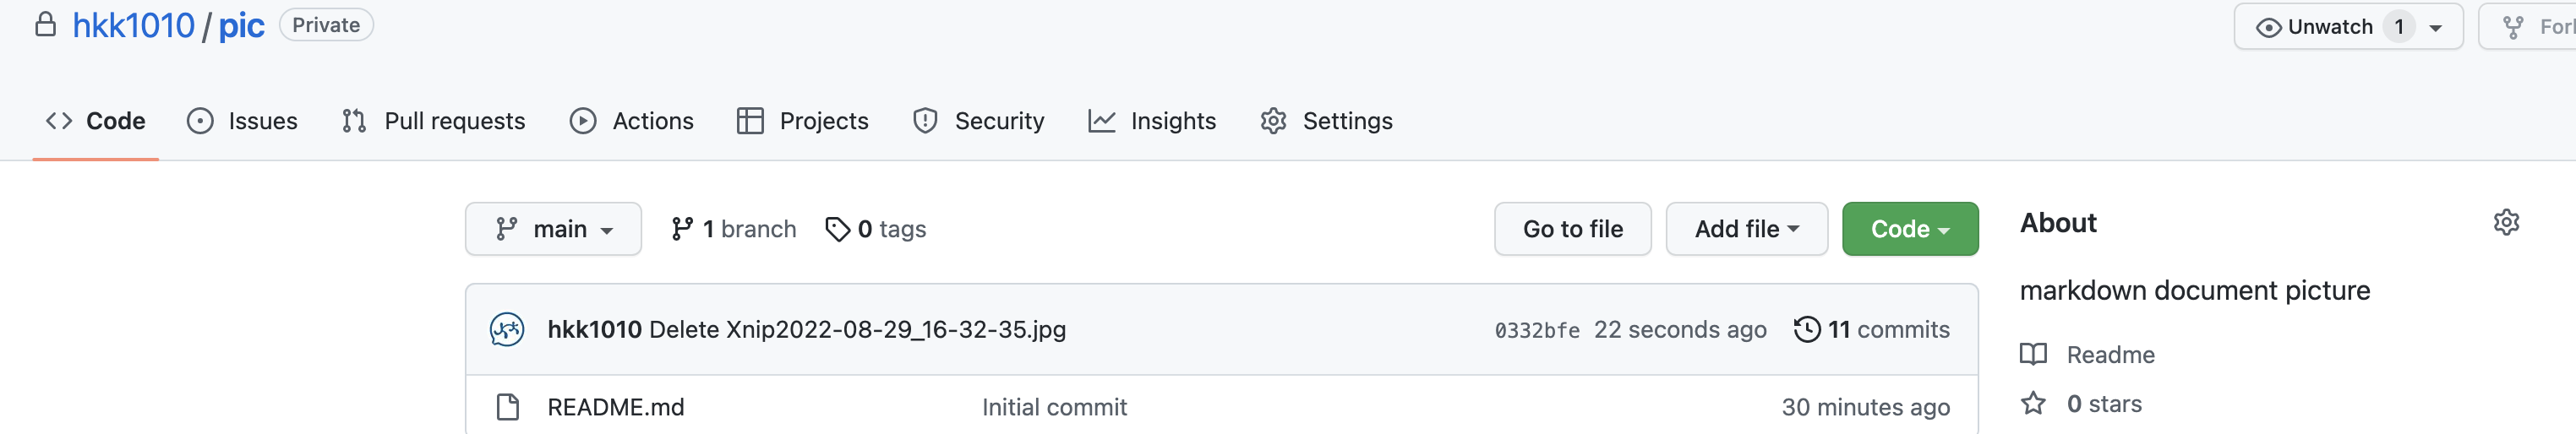 hkk1010 / pic Private Unwatch 1
Code Issues Pull requests Actions Projects Security Insights Settings
main 1 branch 0 tags Go to file Add file Code
About
markdown document picture
hkk1010 Delete Xnip2022-08-29_16-32-35.jpg 0332bfe 22 seconds ago 11 commits
Readme
README.md Initial commit 30 minutes ago
0 stars